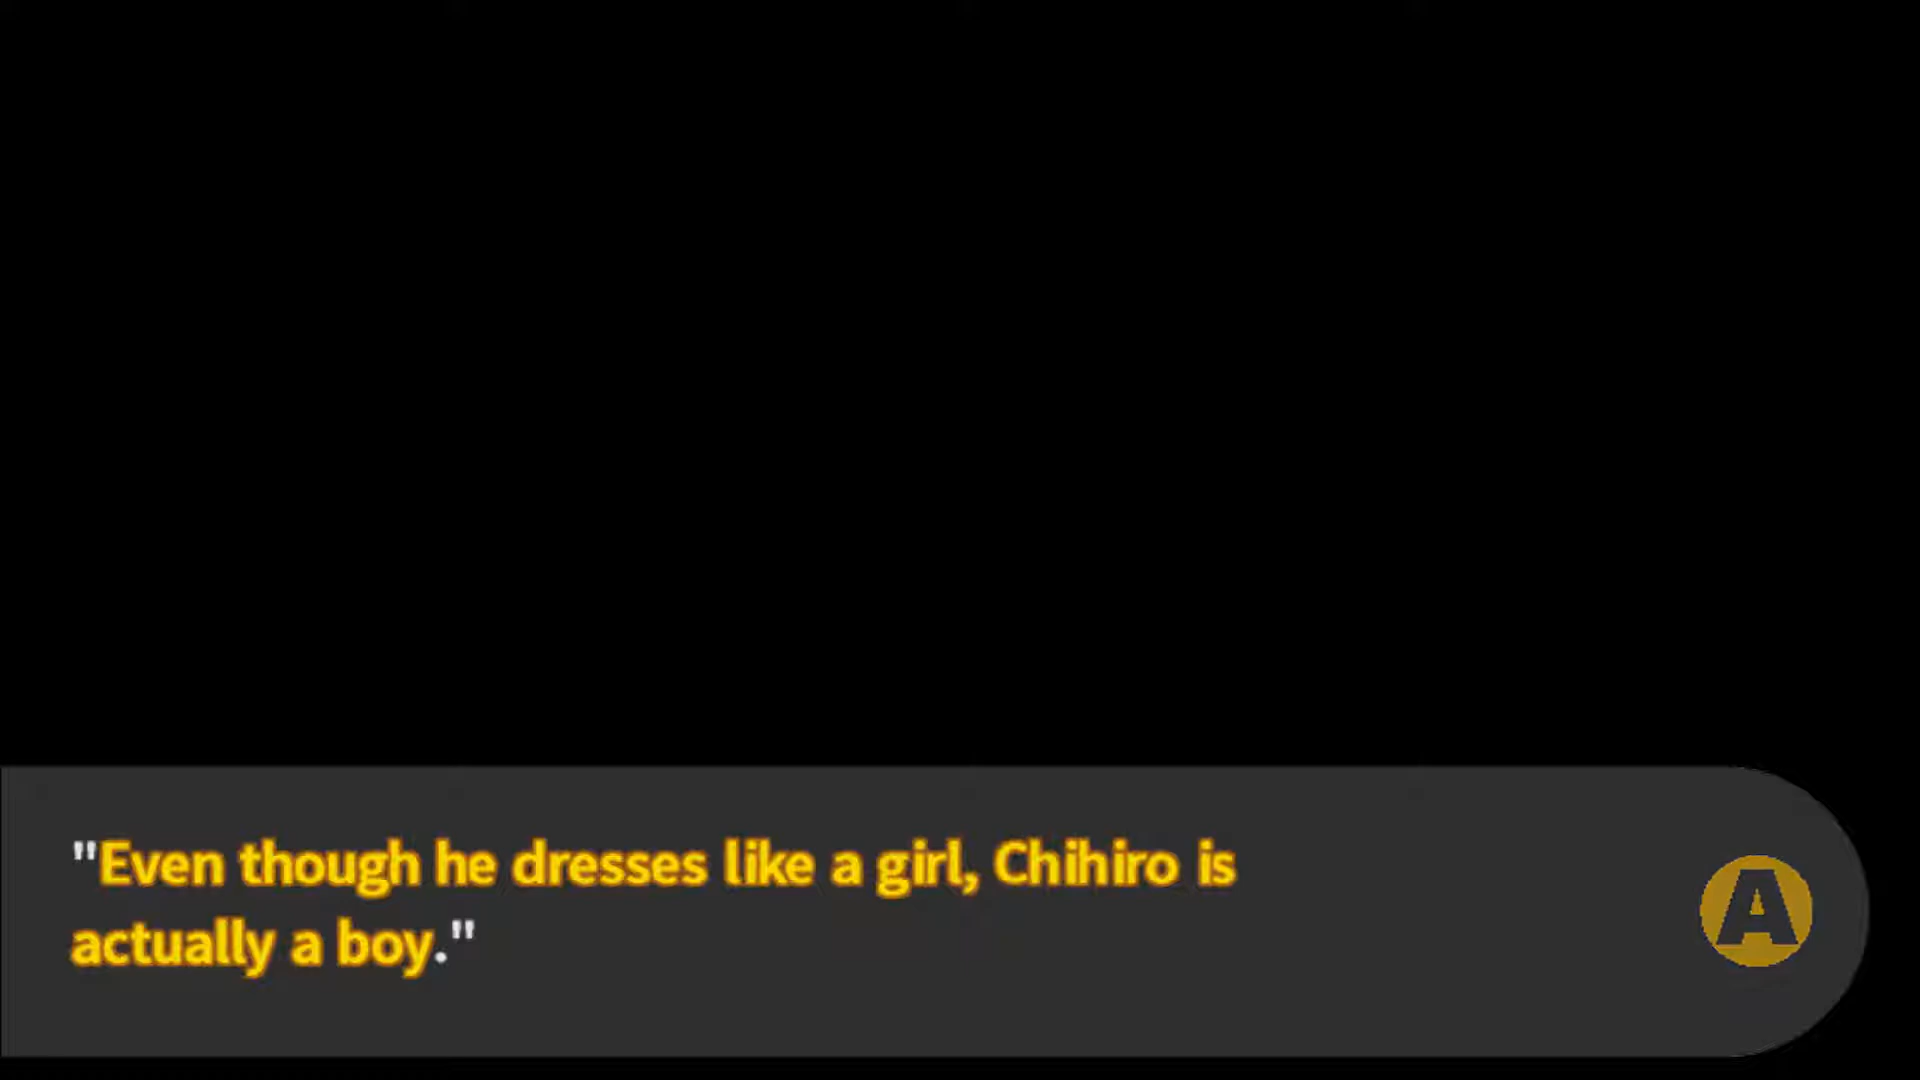 "Even though he dresses like a girl, Chihiro is
actually a boy."
A